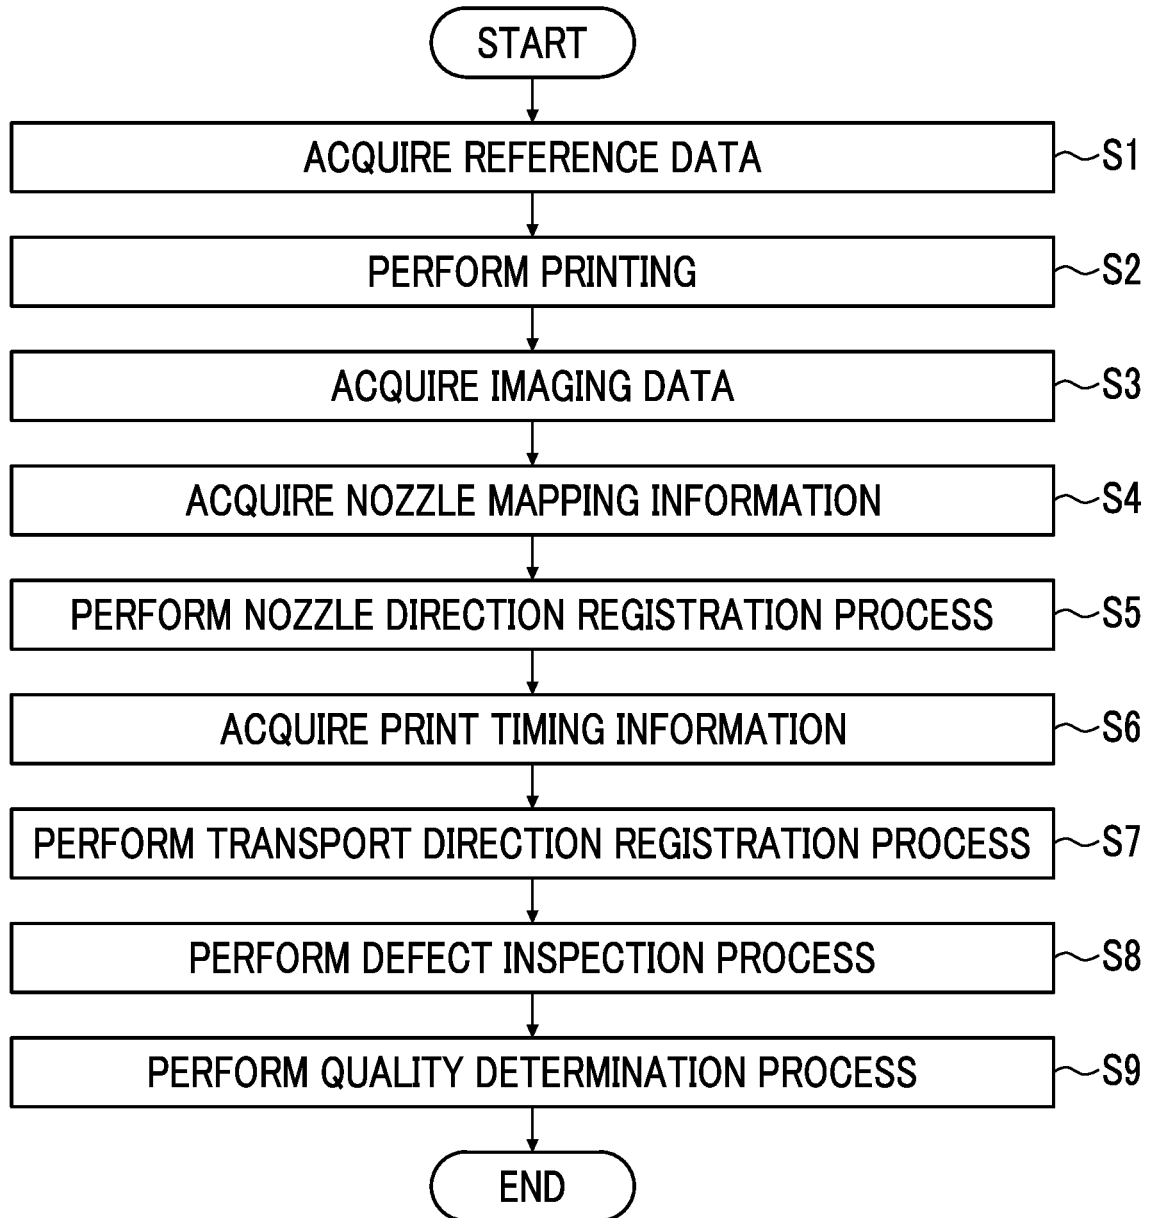 START
ACQUIRE REFERENCE DATA S1
PERFORM PRINTING S2
ACQUIRE IMAGING DATA S3
ACQUIRE NOZZLE MAPPING INFORMATION S4
PERFORM NOZZLE DIRECTION REGISTRATION PROCESS S5
ACQUIRE PRINT TIMING INFORMATION S6
PERFORM TRANSPORT DIRECTION REGISTRATION PROCESS S7
PERFORM DEFECT INSPECTION PROCESS S8
PERFORM QUALITY DETERMINATION PROCESS S9
END